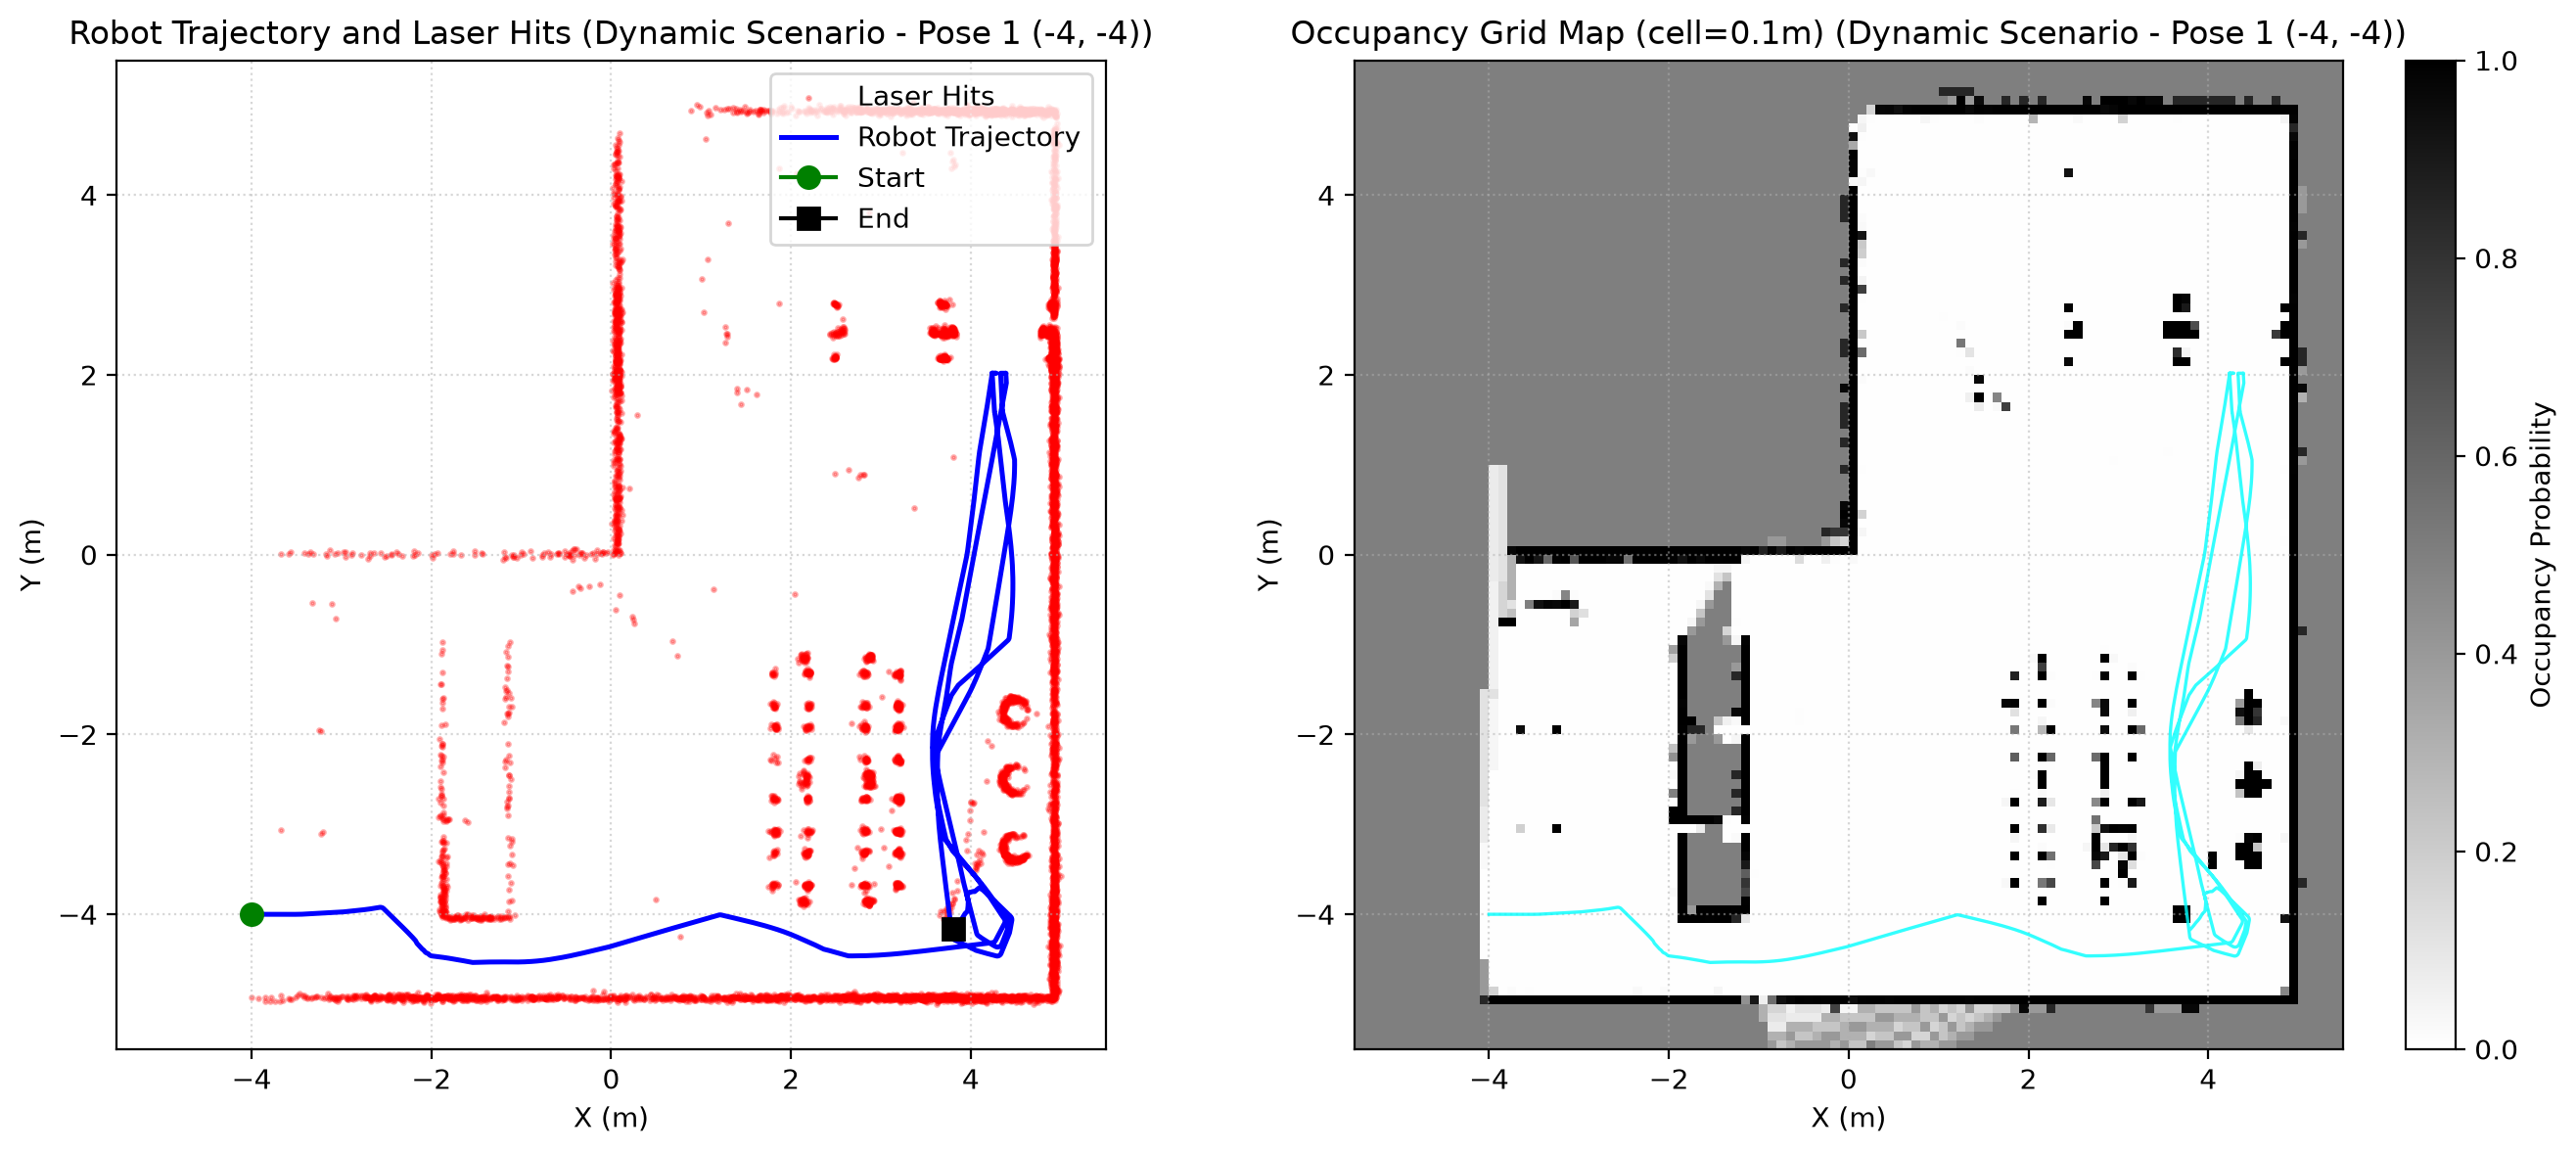 Robot Trajectory and Laser Hits (Dynamic Scenario - Pose 1 (-4, -4))
Laser Hits
Robot Trajectory
Start
End
4
2
0
−2
−4
Y (m)
−4
−2
0
2
4
X (m)
Occupancy Grid Map (cell=0.1m) (Dynamic Scenario - Pose 1 (-4, -4))
4
2
0
−2
−4
Y (m)
−4
−2
0
2
4
X (m)
1.0
0.8
0.6
0.4
0.2
0.0
Occupancy Probability